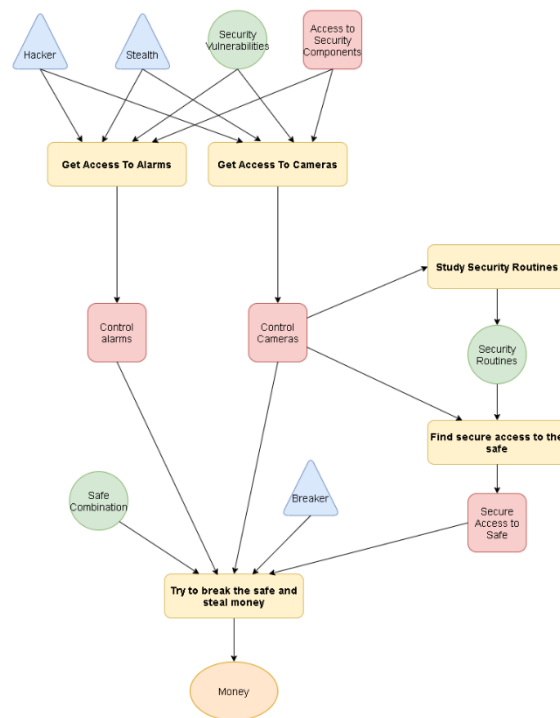 Hacker
Stealth
Security
Vulnerabilities
Access to
Security
Components
Get Access To Alarms
Get Access To Cameras
Study Security Routines
Control
alarms
Control
Cameras
Security
Routines
Find secure access to the
safe
Safe
Combination
Breaker
Secure
Access to
Safe
Try to break the safe and
steal money
Money